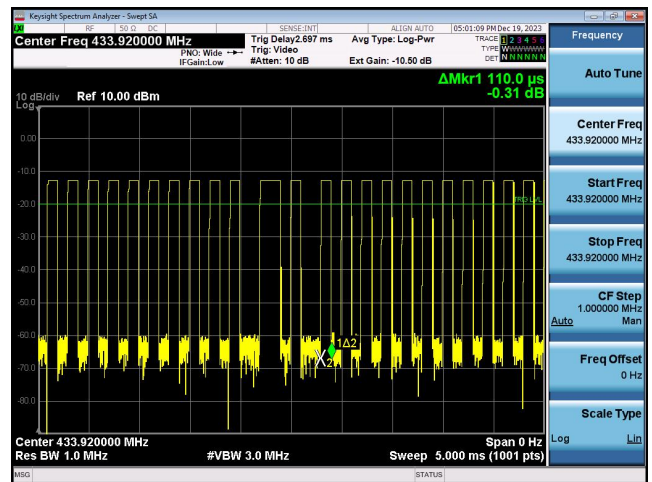 Keysight Spectrum Analyzer - Swept SA
LXI RF 50 Ω DC SENSE:INT ALIGN AUTO 05:01:09 PM Dec 19, 2023
Center Freq 433.920000 MHz
PNO: Wide
IFGain:Low
Trig Delay2.697 ms
Trig: Video
#Atten: 10 dB
Avg Type: Log-Pwr
Ext Gain: -10.50 dB
TRACE 1 2 3 4 5 6
TYPE WWWWWW
DET N N N N N N
ΔMkr1 110.0 µs
-0.31 dB
10 dB/div Ref 10.00 dBm
Log
0.00
-10.0
-20.0
-30.0
-40.0
-50.0
-60.0
-70.0
-80.0
TRIG LVL
1Δ2
X2
Center 433.920000 MHz Span 0 Hz
Res BW 1.0 MHz #VBW 3.0 MHz Sweep 5.000 ms (1001 pts)
MSG STATUS
Frequency
Auto Tune
Center Freq
433.920000 MHz
Start Freq
433.920000 MHz
Stop Freq
433.920000 MHz
CF Step
1.000000 MHz
Auto Man
Freq Offset
0 Hz
Scale Type
Log Lin